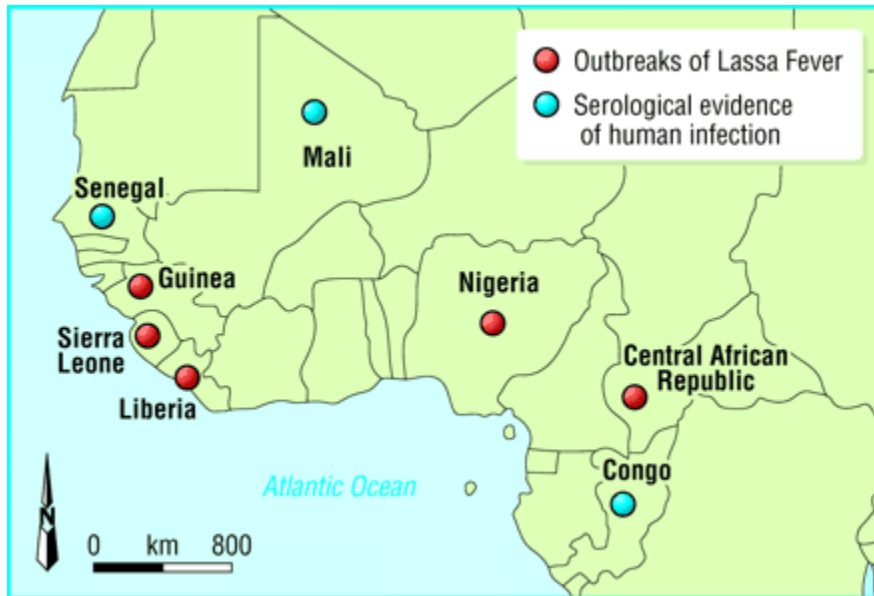 Outbreaks of Lassa Fever
Serological evidence
of human infection
Mali
Senegal
Guinea
Nigeria
Sierra
Leone
Central African
Republic
Liberia
Congo
Atlantic Ocean
N
0 km 800